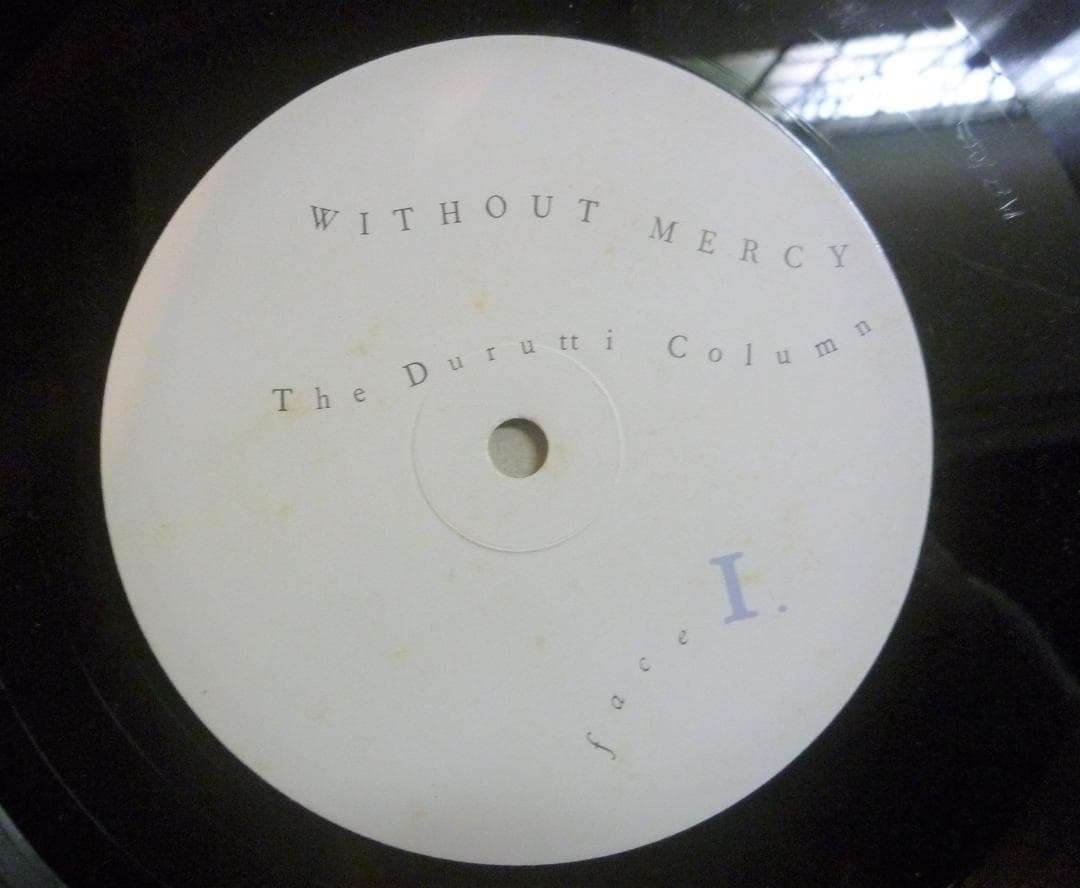 WITHOUT MERCY
The Durutti Column
face I.